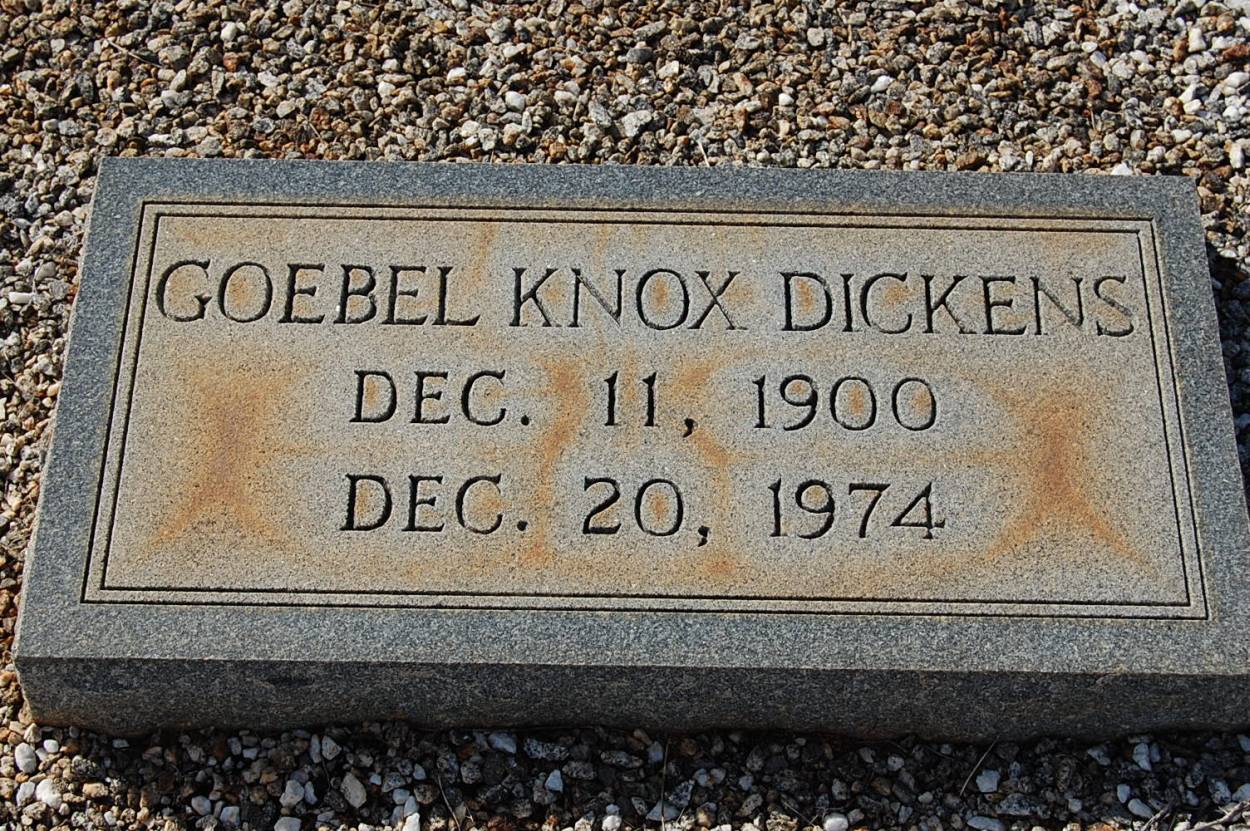 GOEBEL KNOX DICKENS
DEC. 11, 1900
DEC. 20, 1974